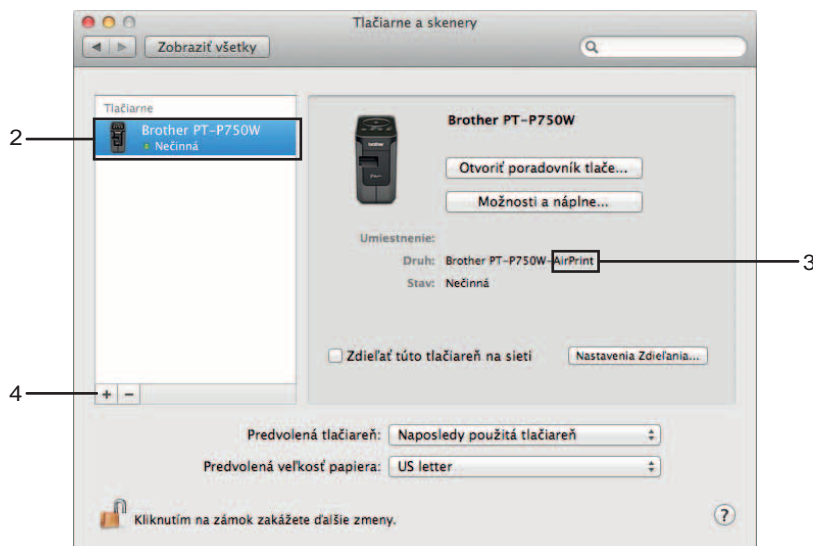 Tlačiarne a skenery
Zobraziť všetky
Tlačiarne
2
Brother PT-P750W
Nečinná
Brother PT-P750W
Otvoriť poradovník tlače...
Možnosti a náplne...
Umiestnenie:
Druh: Brother PT-P750W-AirPrint
3
Stav: Nečinná
Zdieľať túto tlačiareň na sieti
Nastavenia Zdieľania...
4
+ −
Predvolená tlačiareň: Naposledy použitá tlačiareň
Predvolená veľkosť papiera: US letter
Kliknutím na zámok zakážete ďalšie zmeny.
?